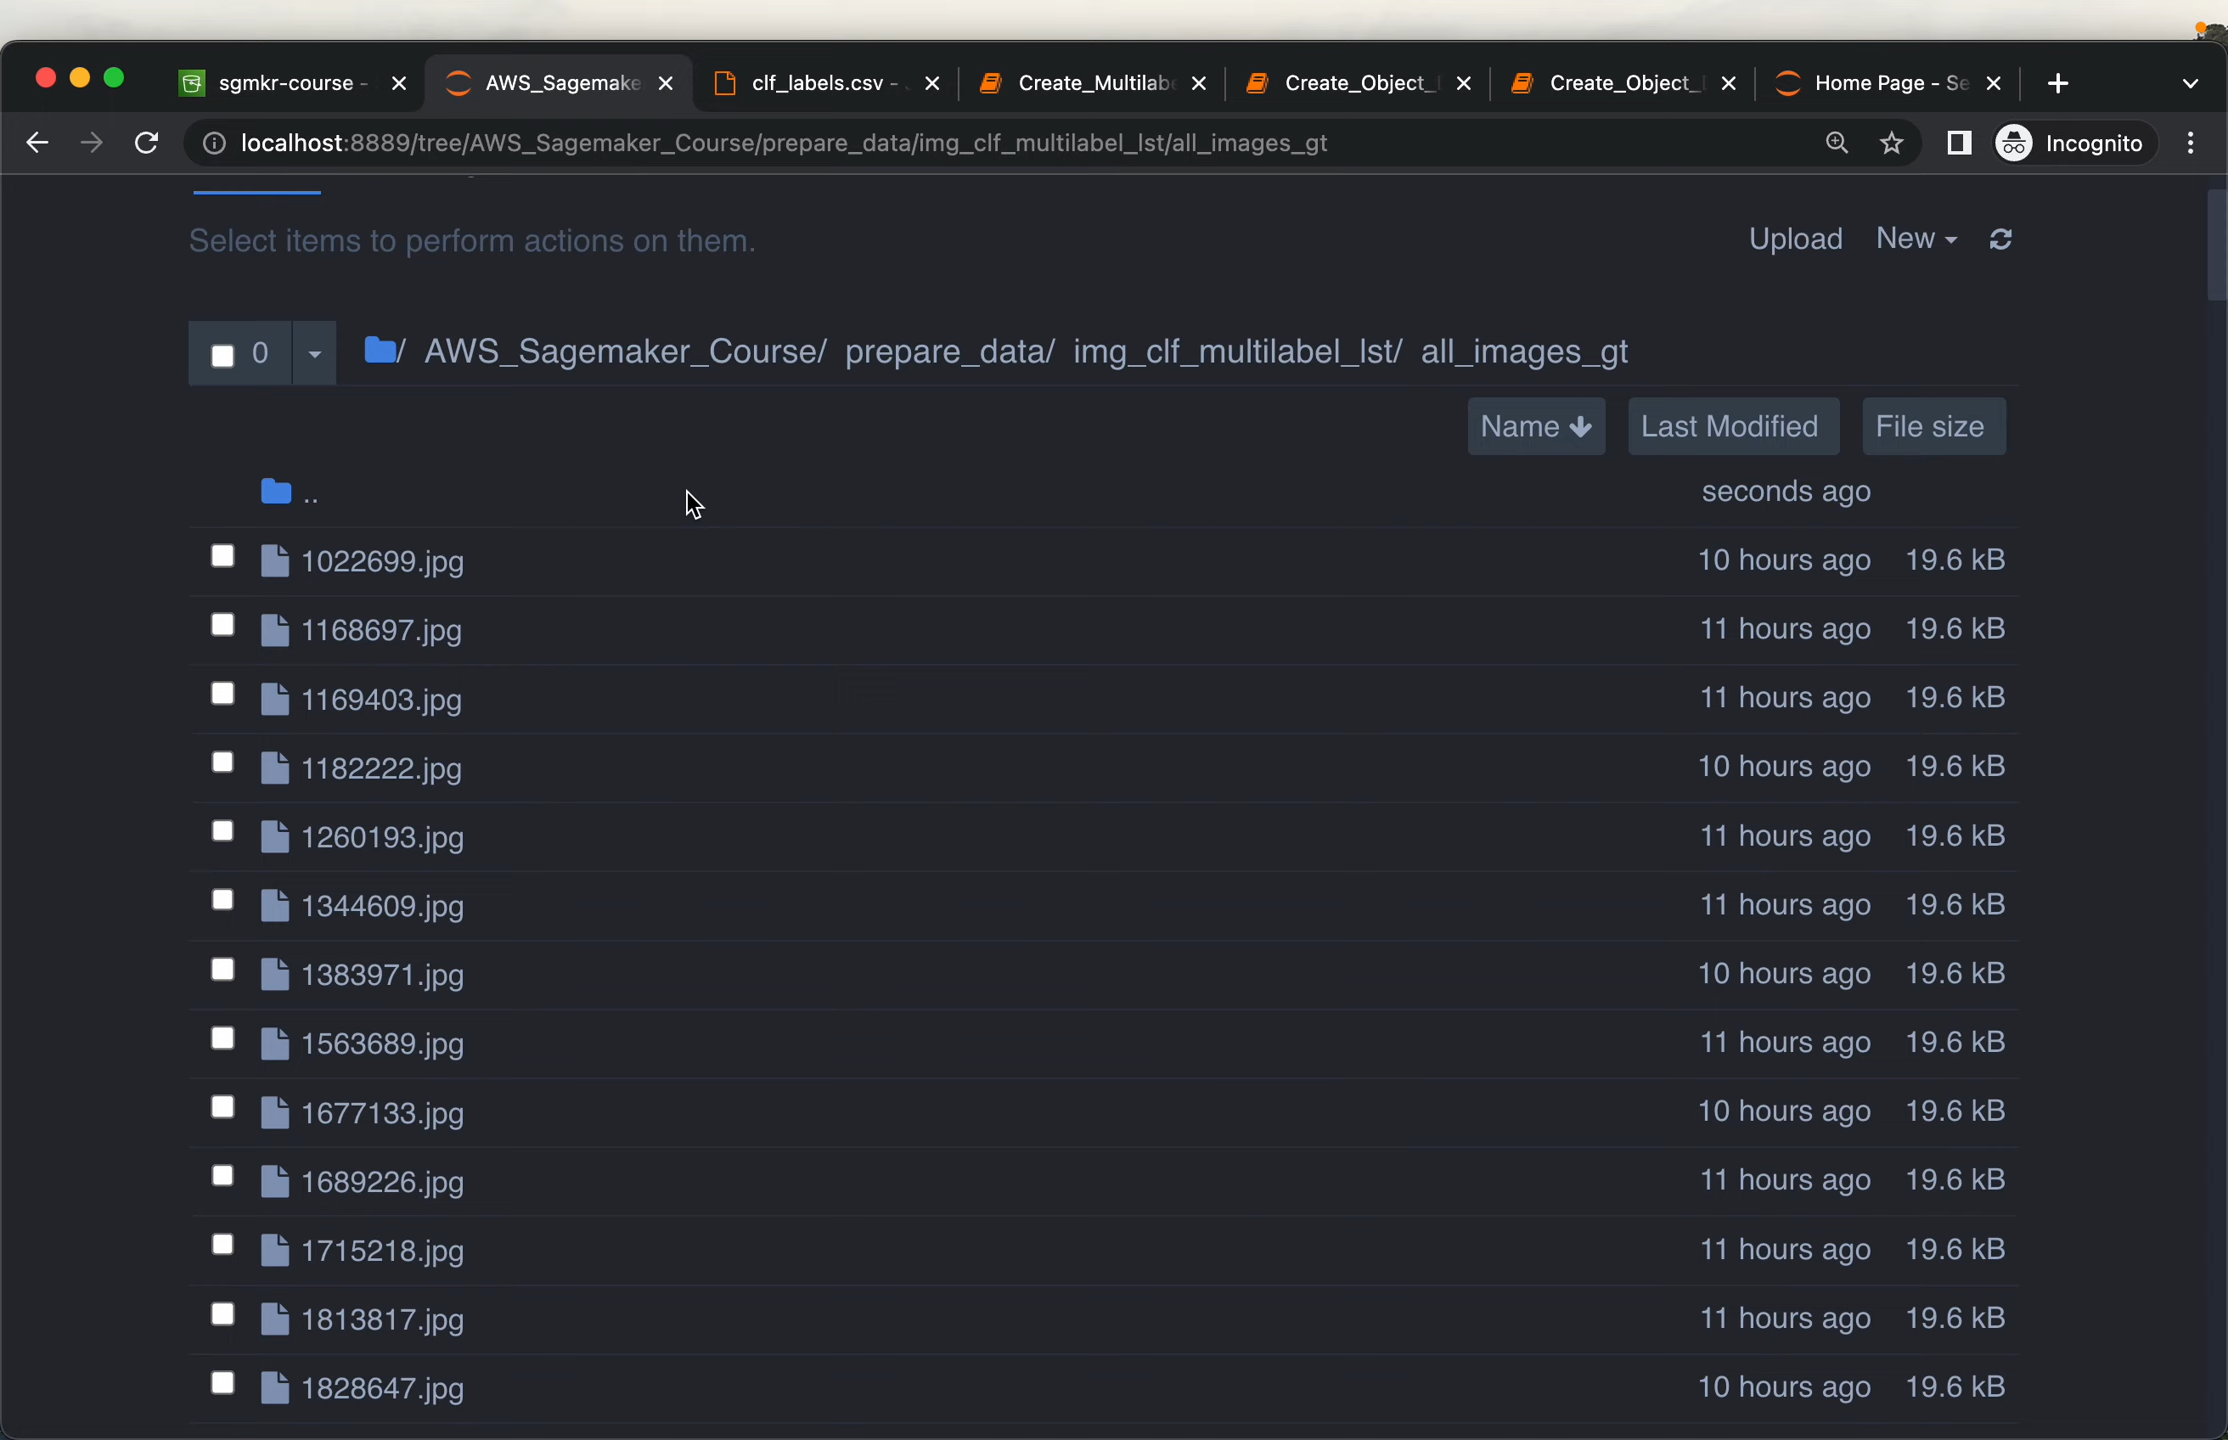 sgmkr-course -
AWS_Sagemake
clf_labels.csv -
Create_Multilabe
Create_Object_
Create_Object_
Home Page - Se
localhost:8889/tree/AWS_Sagemaker_Course/prepare_data/img_clf_multilabel_lst/all_images_gt
Incognito
Select items to perform actions on them.
Upload New
0 / AWS_Sagemaker_Course/ prepare_data/ img_clf_multilabel_lst/ all_images_gt
Name Last Modified File size
.. seconds ago
1022699.jpg 10 hours ago 19.6 kB
1168697.jpg 11 hours ago 19.6 kB
1169403.jpg 11 hours ago 19.6 kB
1182222.jpg 10 hours ago 19.6 kB
1260193.jpg 11 hours ago 19.6 kB
1344609.jpg 11 hours ago 19.6 kB
1383971.jpg 10 hours ago 19.6 kB
1563689.jpg 11 hours ago 19.6 kB
1677133.jpg 10 hours ago 19.6 kB
1689226.jpg 11 hours ago 19.6 kB
1715218.jpg 11 hours ago 19.6 kB
1813817.jpg 11 hours ago 19.6 kB
1828647.jpg 10 hours ago 19.6 kB